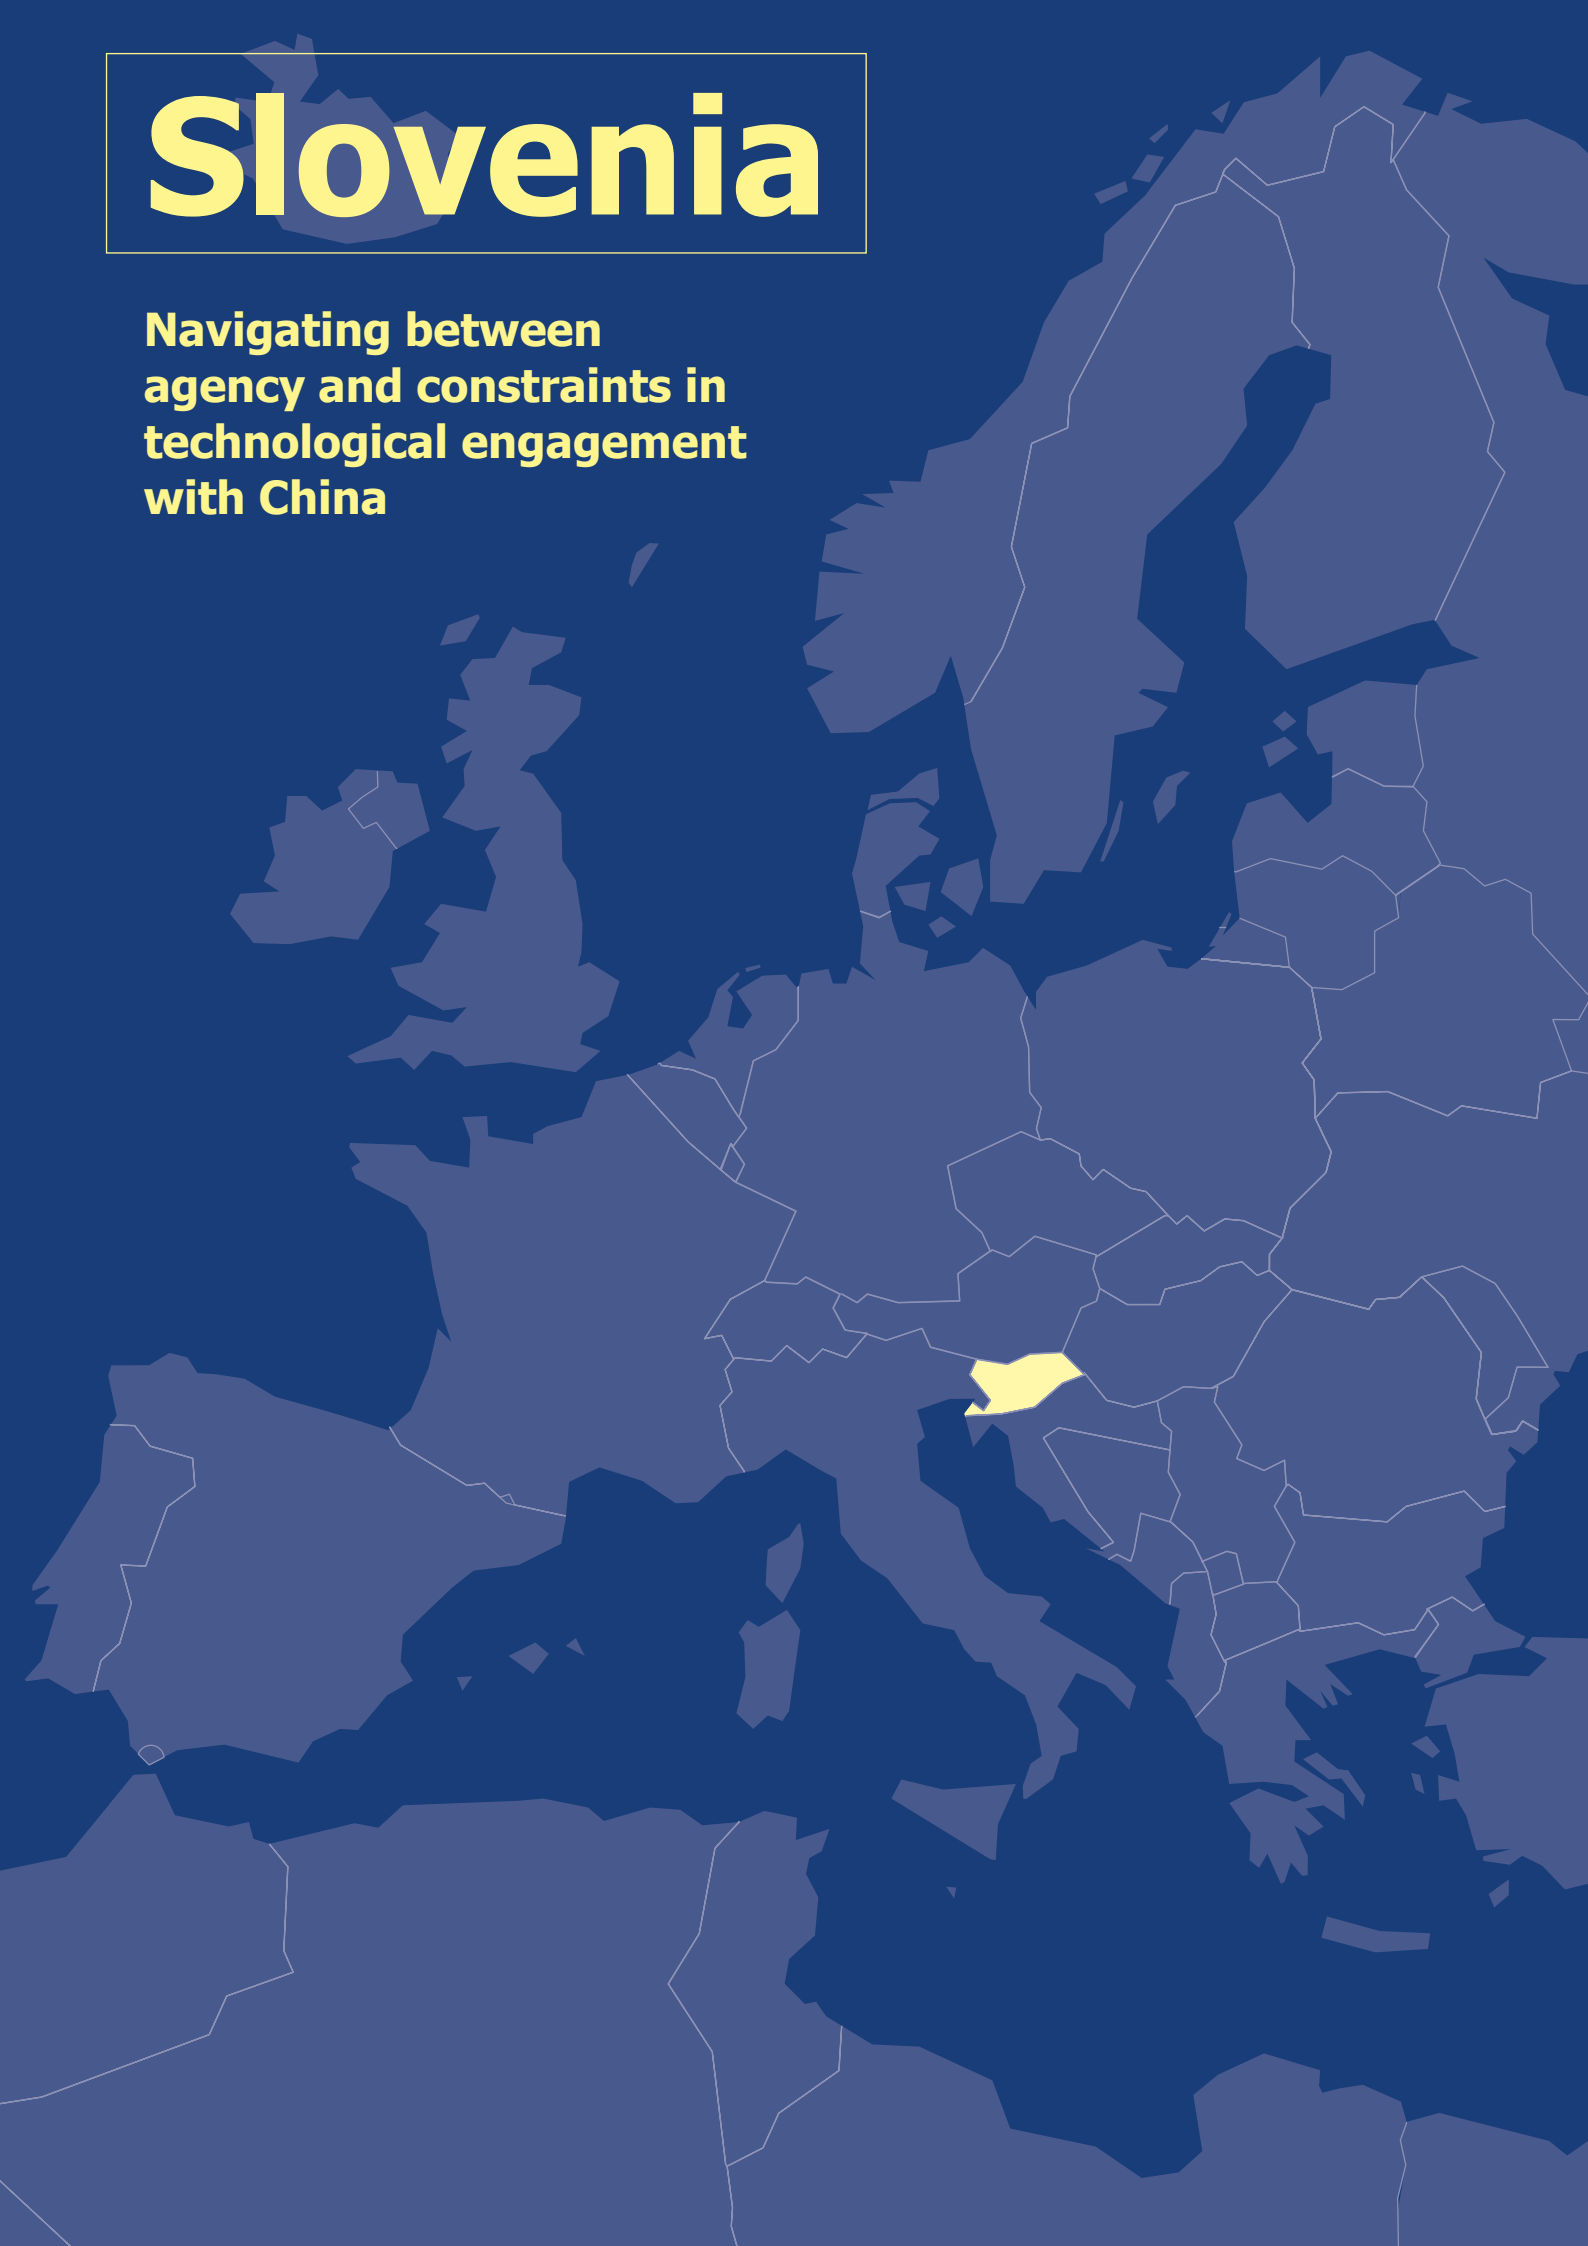 Slovenia
Navigating between
agency and constraints in
technological engagement
with China